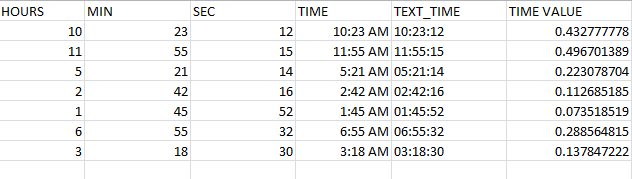 HOURS MIN SEC TIME TEXT_TIME TIME VALUE
10 23 12 10:23 AM 10:23:12 0.432777778
11 55 15 11:55 AM 11:55:15 0.496701389
5 21 14 5:21 AM 05:21:14 0.223078704
2 42 16 2:42 AM 02:42:16 0.112685185
1 45 52 1:45 AM 01:45:52 0.073518519
6 55 32 6:55 AM 06:55:32 0.288564815
3 18 30 3:18 AM 03:18:30 0.137847222